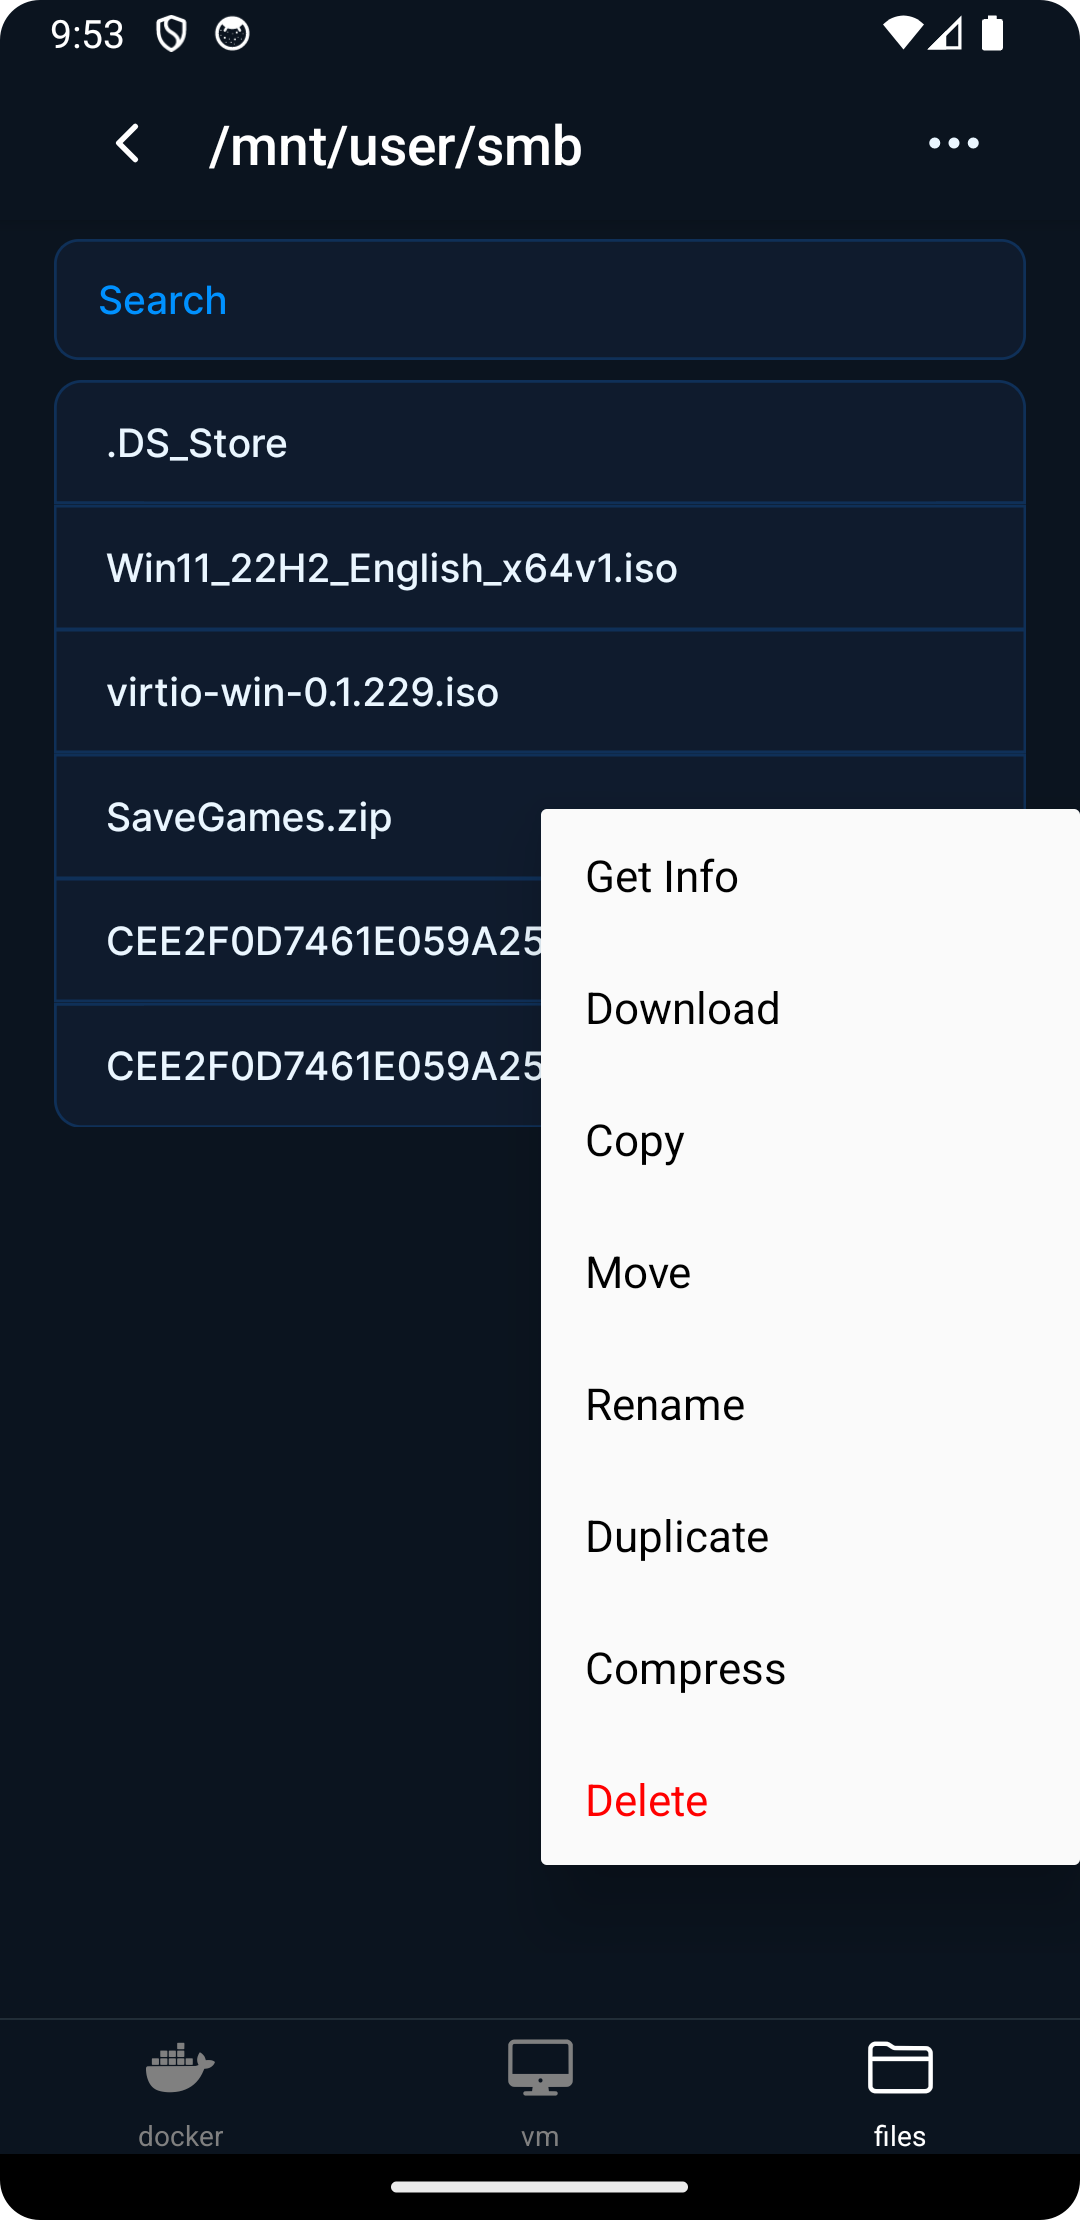 9:53
/mnt/user/smb
Search
.DS_Store
Win11_22H2_English_x64v1.iso
virtio-win-0.1.229.iso
SaveGames.zip
CEE2F0D7461E059A25
CEE2F0D7461E059A25
Get Info
Download
Copy
Move
Rename
Duplicate
Compress
Delete
docker
vm
files